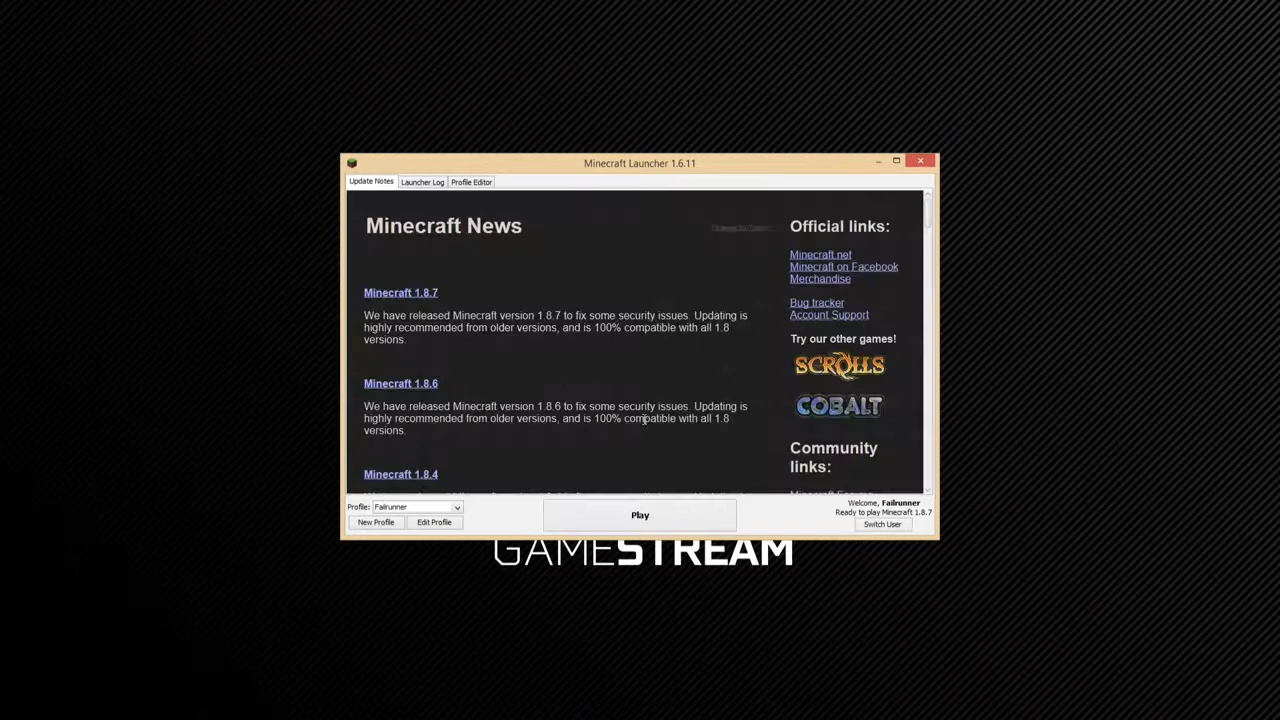 Minecraft Launcher 1.6.11
Update Notes
Launcher Log
Profile Editor
Minecraft News
Minecraft 1.8.7
We have released Minecraft version 1.8.7 to fix some security issues. Updating is
highly recommended from older versions, and is 100% compatible with all 1.8
versions.
Minecraft 1.8.6
We have released Minecraft version 1.8.6 to fix some security issues. Updating is
highly recommended from older versions, and is 100% compatible with all 1.8
versions.
Minecraft 1.8.4
Official links:
Minecraft.net
Minecraft on Facebook
Merchandise
Bug tracker
Account Support
Try our other games!
SCROLLS
COBALT
Community
links:
Profile: Failrunner
New Profile
Edit Profile
Play
Welcome, Failrunner
Ready to play Minecraft 1.8.7
Switch User
GAMESTREAM